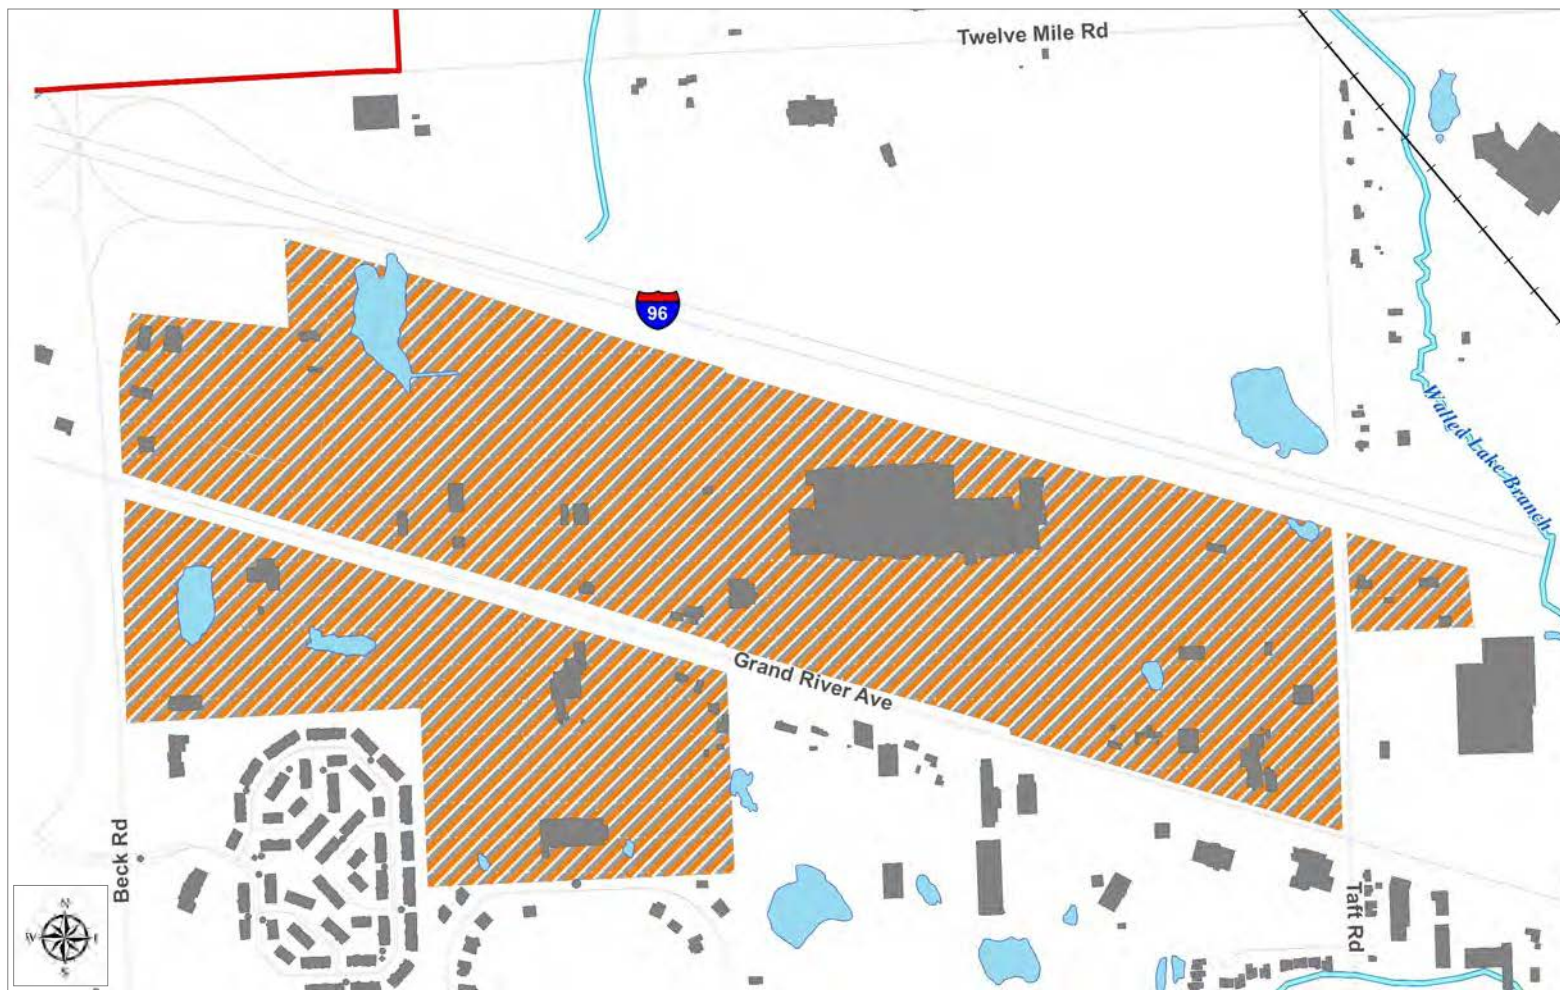 Twelve Mile Rd
96
Walled Lake Branch
Grand River Ave
Beck Rd
Taft Rd
N
W
S